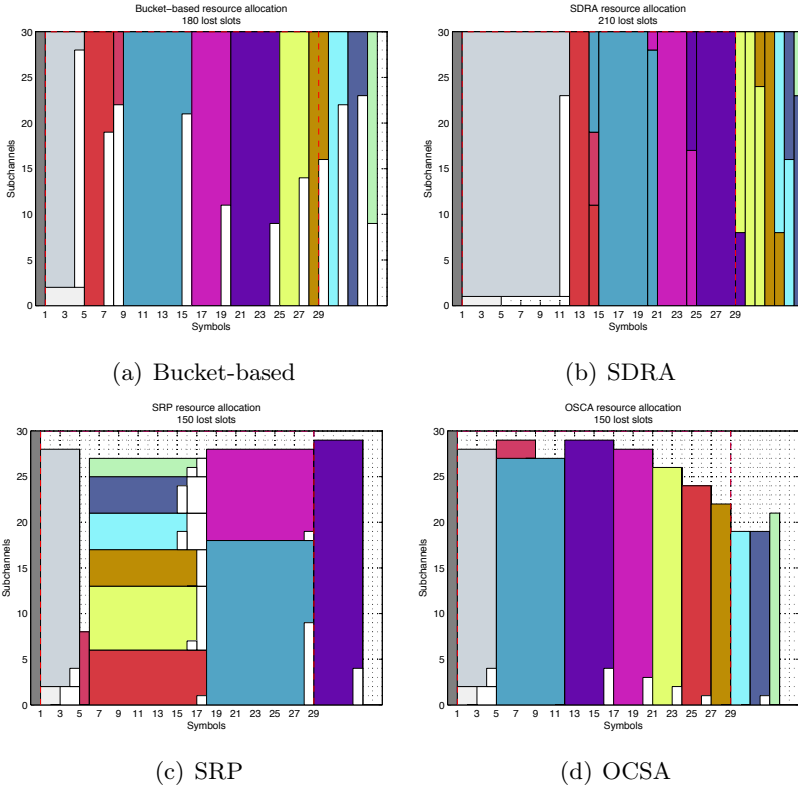 Bucket-based resource allocation
180 lost slots
30
25
20
15
10
5
0
Subchannels
1 3 5 7 9 11 13 15 17 19 21 23 25 27 29
Symbols
(a) Bucket-based
SDRA resource allocation
210 lost slots
30
25
20
15
10
5
0
Subchannels
1 3 5 7 9 11 13 15 17 19 21 23 25 27 29
Symbols
(b) SDRA
SRP resource allocation
150 lost slots
30
25
20
15
10
5
0
Subchannels
1 3 5 7 9 11 13 15 17 19 21 23 25 27 29
Symbols
(c) SRP
OSCA resource allocation
150 lost slots
30
25
20
15
10
5
0
Subchannels
1 3 5 7 9 11 13 15 17 19 21 23 25 27 29
Symbols
(d) OCSA